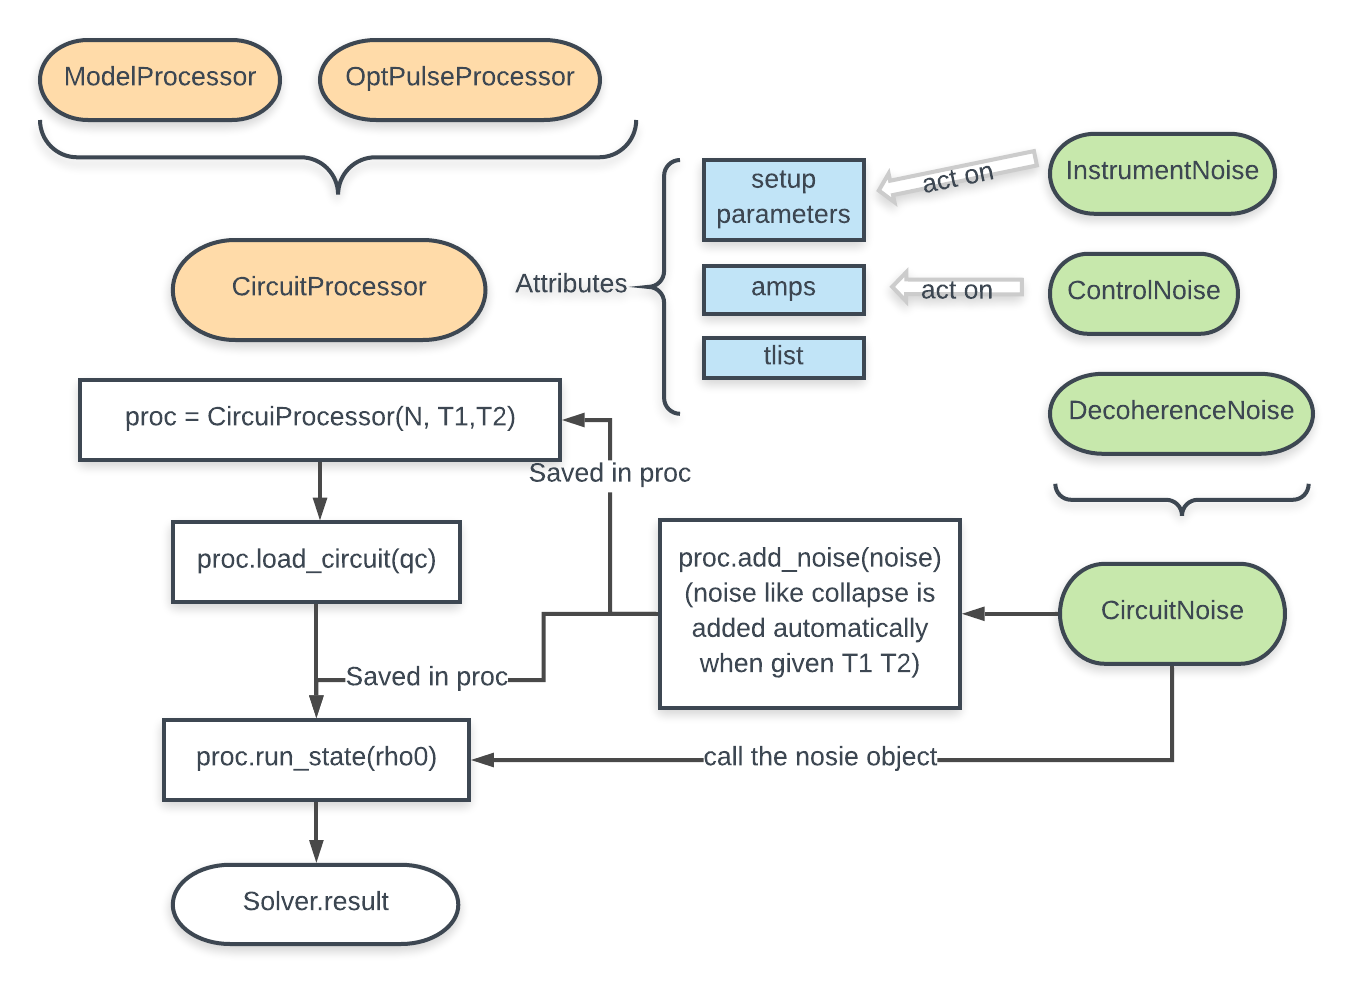 ModelProcessor
OptPulseProcessor
CircuitProcessor
Attributes
setup
parameters
amps
tlist
act on
act on
InstrumentNoise
ControlNoise
DecoherenceNoise
CircuitNoise
proc = CircuiProcessor(N, T1,T2)
Saved in proc
proc.load_circuit(qc)
proc.add_noise(noise)
(noise like collapse is
added automatically
when given T1 T2)
Saved in proc
proc.run_state(rho0)
call the nosie object
Solver.result